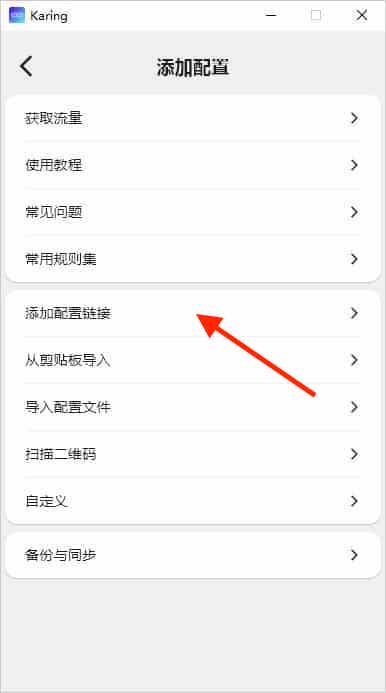 Karing
添加配置
获取流量
使用教程
常见问题
常用规则集
添加配置链接
从剪贴板导入
导入配置文件
扫描二维码
自定义
备份与同步